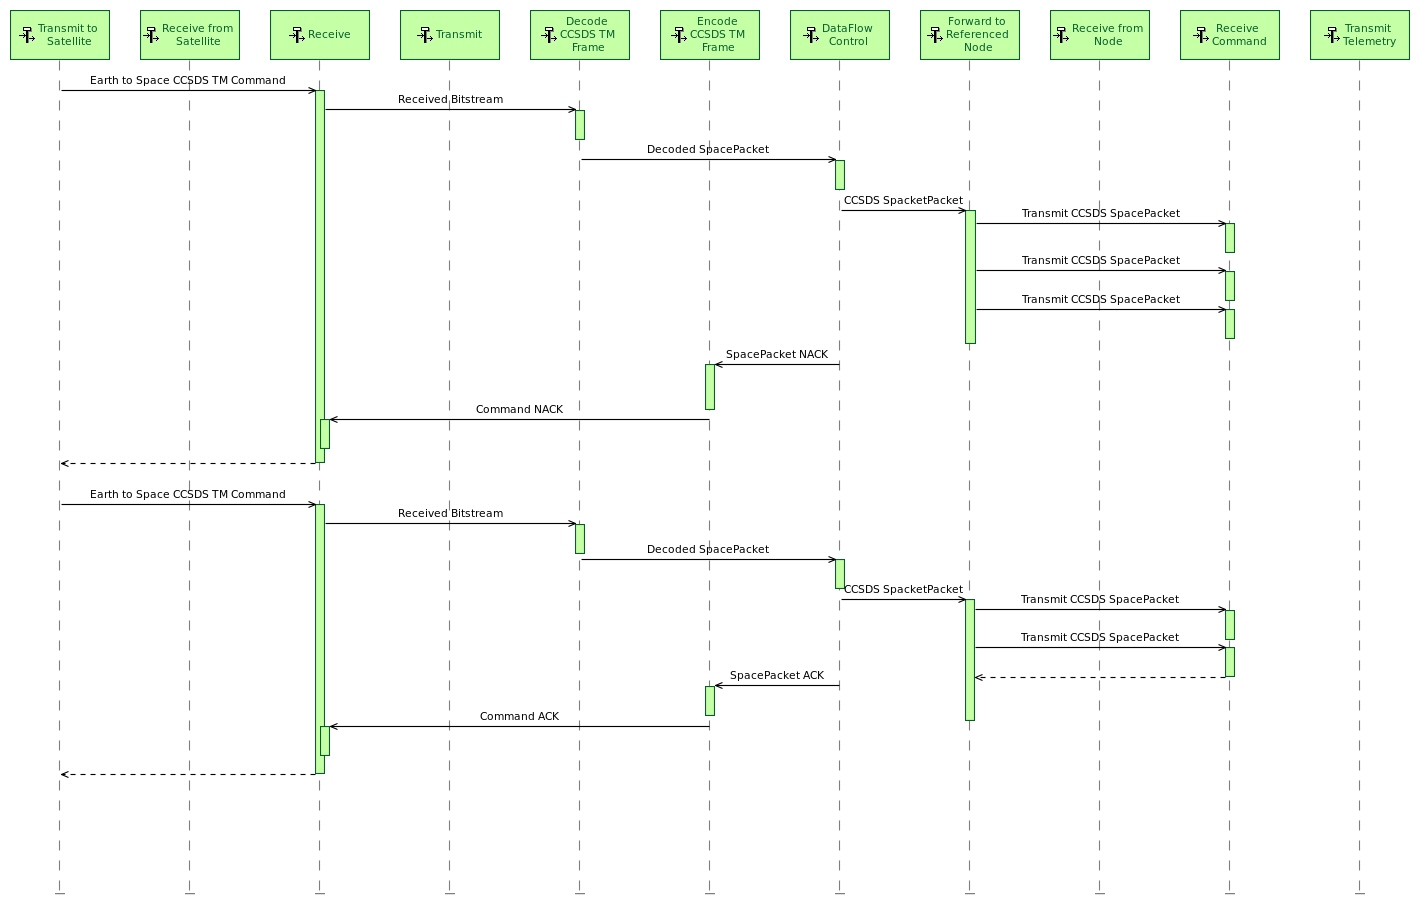 Transmit to
Satellite
Receive from
Satellite
Receive
Transmit
Decode
CCSDS TM
Frame
Encode
CCSDS TM
Frame
DataFlow
Control
Forward to
Referenced
Node
Receive from
Node
Receive
Command
Transmit
Telemetry
Earth to Space CCSDS TM Command
Received Bitstream
Decoded SpacePacket
CCSDS SpacketPacket
Transmit CCSDS SpacePacket
Transmit CCSDS SpacePacket
Transmit CCSDS SpacePacket
SpacePacket NACK
Command NACK
Earth to Space CCSDS TM Command
Received Bitstream
Decoded SpacePacket
CCSDS SpacketPacket
Transmit CCSDS SpacePacket
Transmit CCSDS SpacePacket
SpacePacket ACK
Command ACK